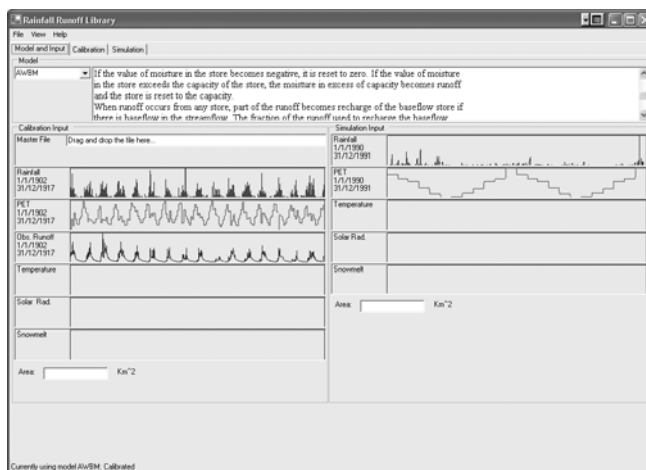 Rainfall Runoff Library
File View Help
Model and Input Calibration Simulation
Model
AWBM
If the value of moisture in the store becomes negative, it is reset to zero. If the value of moisture
in the store exceeds the capacity of the store, the moisture in excess of capacity becomes runoff
and the store is reset to the capacity.
When runoff occurs from any store, part of the runoff becomes recharge of the baseflow store if
there is baseflow in the streamflow. The fraction of the runoff used to recharge the baseflow
Calibration Input
Master File
Drag and drop the file here...
Rainfall
1/1/1902
31/12/1917
PET
1/1/1902
31/12/1917
Obs. Runoff
1/1/1902
31/12/1917
Temperature
Solar Rad.
Snowmelt
Area:
Km^2
Simulation Input
Rainfall
1/1/1990
31/12/1991
PET
1/1/1990
31/12/1991
Temperature
Solar Rad.
Snowmelt
Area:
Km^2
Currently using model AWBM: Calibrated